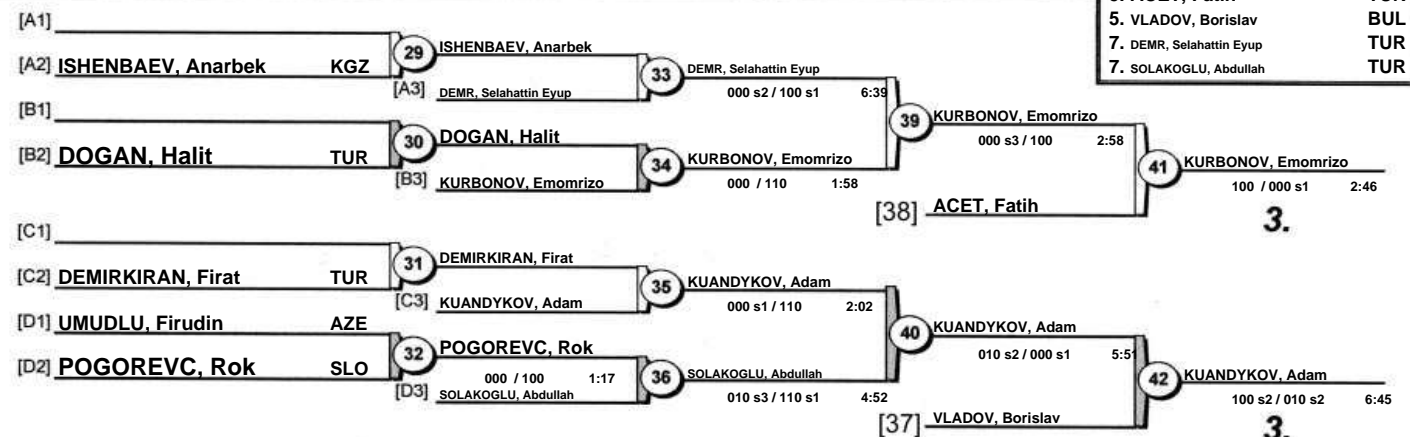 5. VLADOV, Borislav BUL
7. DEMR, Selahattin Eyup TUR
7. SOLAKOGLU, Abdullah TUR
[A1]
[A2] ISHENBAEV, Anarbek KGZ
29
ISHENBAEV, Anarbek
[A3] DEMR, Selahattin Eyup
33
DEMR, Selahattin Eyup
000 s2 / 100 s1 6:39
[B1]
[B2] DOGAN, Halit TUR
30
DOGAN, Halit
[B3] KURBONOV, Emomrizo
34
KURBONOV, Emomrizo
000 / 110 1:58
39
KURBONOV, Emomrizo
000 s3 / 100 2:58
[38] ACET, Fatih
41
KURBONOV, Emomrizo
100 / 000 s1 2:46
3.
[C1]
[C2] DEMIRKIRAN, Firat TUR
31
DEMIRKIRAN, Firat
[C3] KUANDYKOV, Adam
35
KUANDYKOV, Adam
000 s1 / 110 2:02
[D1] UMUDLU, Firudin AZE
[D2] POGOREVC, Rok SLO
32
POGOREVC, Rok
000 / 100 1:17
[D3] SOLAKOGLU, Abdullah
36
SOLAKOGLU, Abdullah
010 s3 / 110 s1 4:52
40
KUANDYKOV, Adam
010 s2 / 000 s1 5:51
[37] VLADOV, Borislav
42
KUANDYKOV, Adam
100 s2 / 010 s2 6:45
3.